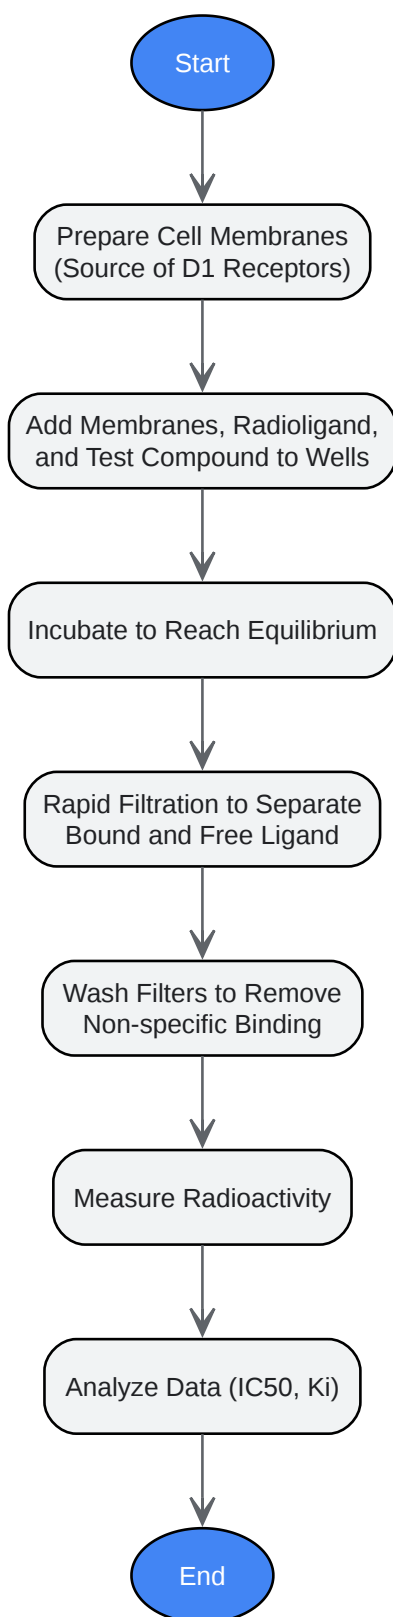 Start
Prepare Cell Membranes
(Source of D1 Receptors)
Add Membranes, Radioligand,
and Test Compound to Wells
Incubate to Reach Equilibrium
Rapid Filtration to Separate
Bound and Free Ligand
Wash Filters to Remove
Non-specific Binding
Measure Radioactivity
Analyze Data (IC50, Ki)
End